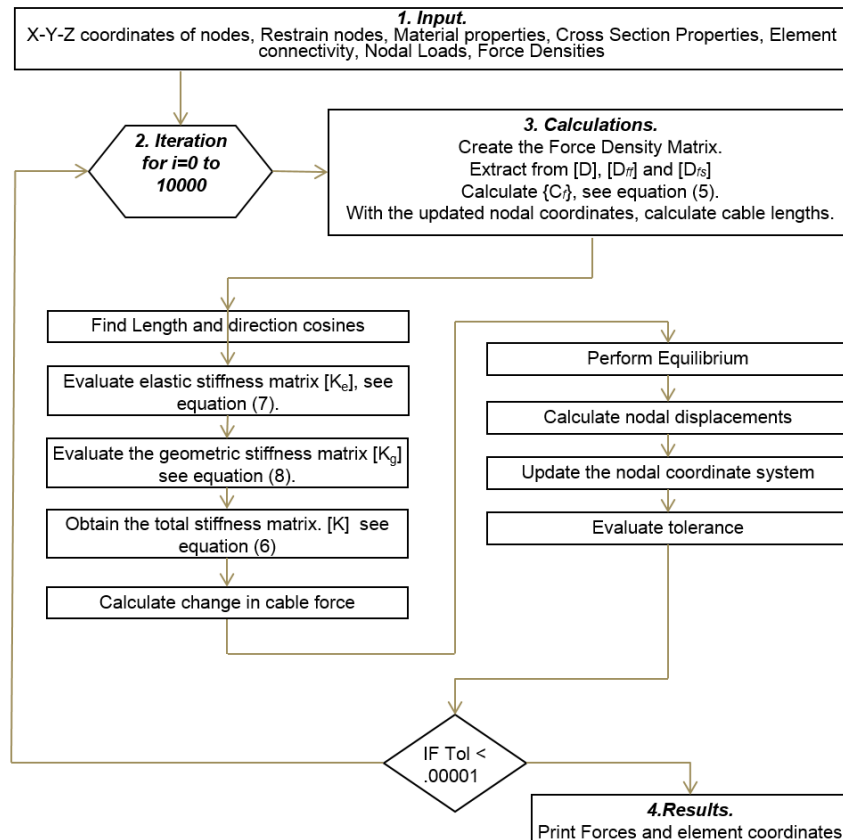 1. Input.
X-Y-Z coordinates of nodes, Restrain nodes, Material properties, Cross Section Properties, Element
connectivity, Nodal Loads, Force Densities
2. Iteration
for i=0 to
10000
3. Calculations.
Create the Force Density Matrix.
Extract from [D], [Dff] and [Dfs]
Calculate {Cf}, see equation (5).
With the updated nodal coordinates, calculate cable lengths.
Find Length and direction cosines
Evaluate elastic stiffness matrix [Ke], see
equation (7).
Evaluate the geometric stiffness matrix [Kg]
see equation (8).
Obtain the total stiffness matrix. [K] see
equation (6)
Calculate change in cable force
Perform Equilibrium
Calculate nodal displacements
Update the nodal coordinate system
Evaluate tolerance
IF Tol <
.00001
4.Results.
Print Forces and element coordinates